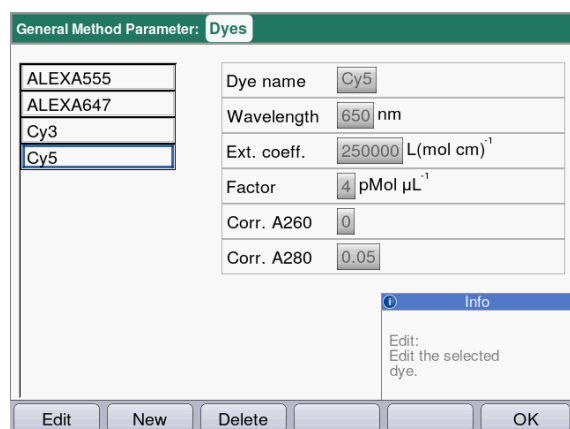 General Method Parameter: Dyes
ALEXA555
ALEXA647
Cy3
Cy5
Dye name Cy5
Wavelength 650 nm
Ext. coeff. 250000 L(mol cm)⁻¹
Factor 4 pMol µL⁻¹
Corr. A260 0
Corr. A280 0.05
Info
Edit:
Edit the selected
dye.
Edit New Delete OK